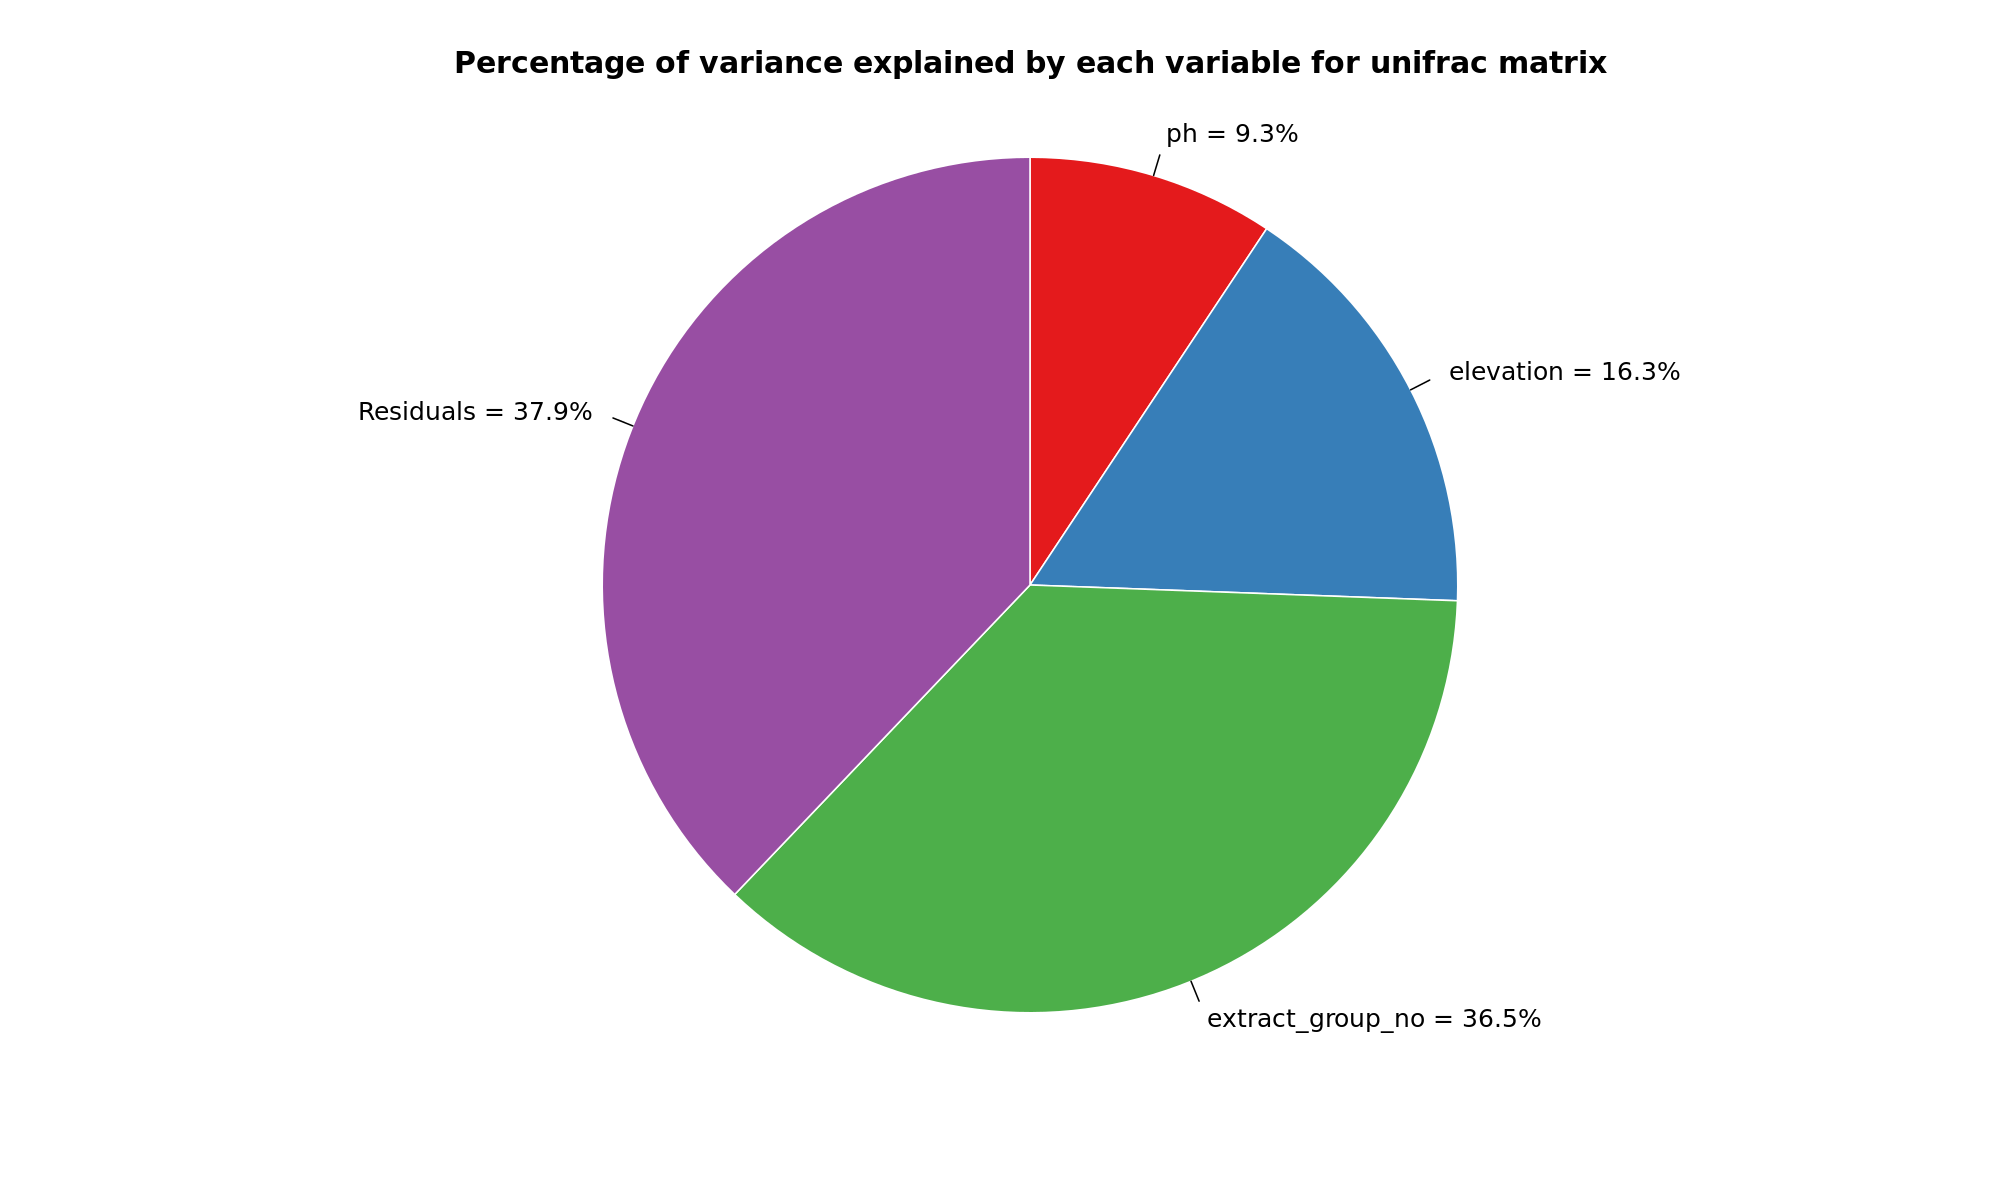 Percentage of variance explained by each variable for unifrac matrix
ph = 9.3%
elevation = 16.3%
Residuals = 37.9%
extract_group_no = 36.5%